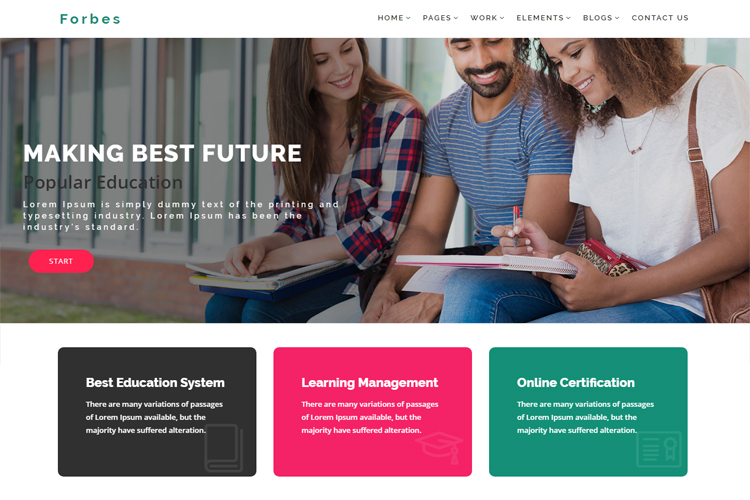 Forbes
HOME PAGES WORK ELEMENTS BLOGS CONTACT US
MAKING BEST FUTURE
Popular Education
Lorem Ipsum is simply dummy text of the printing and
typesetting industry. Lorem Ipsum has been the
industry's standard.
START
Best Education System
There are many variations of passages
of Lorem Ipsum available, but the
majority have suffered alteration.
Learning Management
There are many variations of passages
of Lorem Ipsum available, but the
majority have suffered alteration.
Online Certification
There are many variations of passages
of Lorem Ipsum available, but the
majority have suffered alteration.